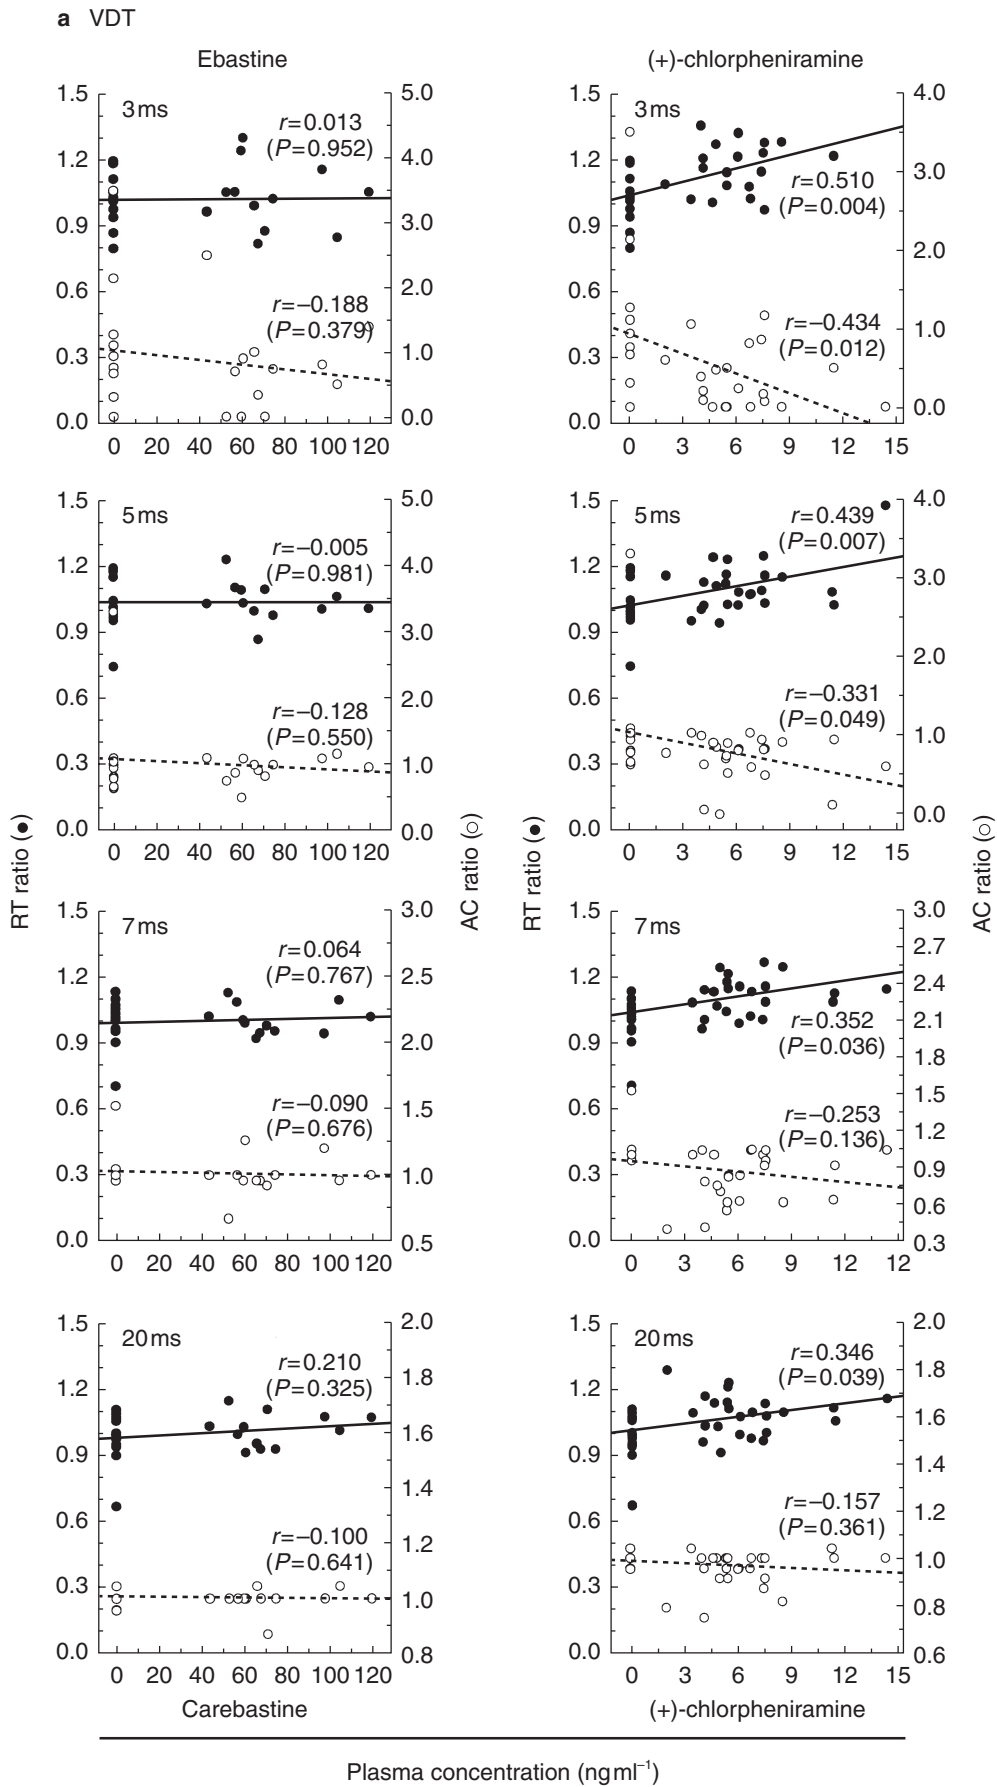 a VDT
Ebastine
(+)-chlorpheniramine
3 ms
r=0.013
(P=0.952)
r=–0.188
(P=0.379)
1.5
1.2
0.9
0.6
0.3
0.0
5.0
4.0
3.0
2.0
1.0
0.0
0 20 40 60 80 100 120
3 ms
r=0.510
(P=0.004)
r=–0.434
(P=0.012)
1.5
1.2
0.9
0.6
0.3
0.0
4.0
3.0
2.0
1.0
0.0
0 3 6 9 12 15
5 ms
r=–0.005
(P=0.981)
r=–0.128
(P=0.550)
1.5
1.2
0.9
0.6
0.3
0.0
5.0
4.0
3.0
2.0
1.0
0.0
0 20 40 60 80 100 120
5 ms
r=0.439
(P=0.007)
r=–0.331
(P=0.049)
1.5
1.2
0.9
0.6
0.3
0.0
4.0
3.0
2.0
1.0
0.0
0 3 6 9 12 15
RT ratio (●)
AC ratio (○)
RT ratio (●)
AC ratio (○)
7 ms
r=0.064
(P=0.767)
r=–0.090
(P=0.676)
1.5
1.2
0.9
0.6
0.3
0.0
3.0
2.5
2.0
1.5
1.0
0.5
0 20 40 60 80 100 120
7 ms
r=0.352
(P=0.036)
r=–0.253
(P=0.136)
1.5
1.2
0.9
0.6
0.3
0.0
3.0
2.7
2.4
2.1
1.8
1.5
1.2
0.9
0.6
0.3
0 3 6 9 12 12
20 ms
r=0.210
(P=0.325)
r=–0.100
(P=0.641)
1.5
1.2
0.9
0.6
0.3
0.0
2.0
1.8
1.6
1.4
1.2
1.0
0.8
0 20 40 60 80 100 120
Carebastine
20 ms
r=0.346
(P=0.039)
r=–0.157
(P=0.361)
1.5
1.2
0.9
0.6
0.3
0.0
2.0
1.8
1.6
1.4
1.2
1.0
0.8
0.6
0 3 6 9 12 15
(+)-chlorpheniramine
Plasma concentration (ng ml⁻¹)